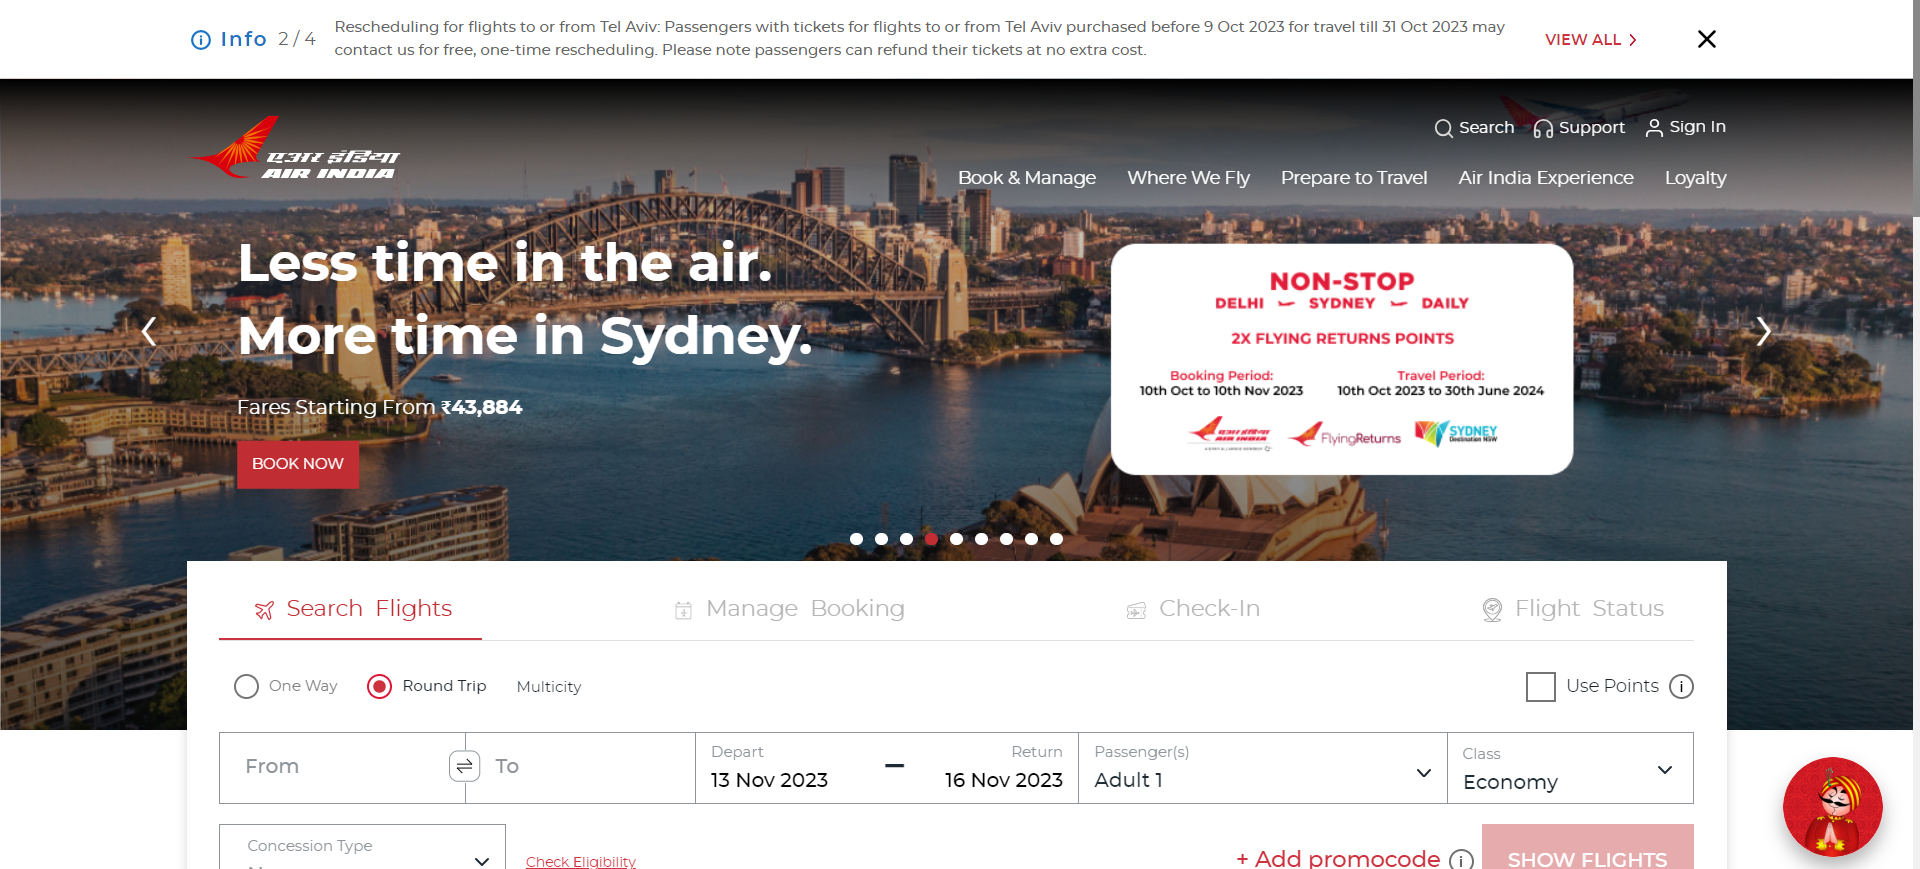 Info 2 / 4
Rescheduling for flights to or from Tel Aviv: Passengers with tickets for flights to or from Tel Aviv purchased before 9 Oct 2023 for travel till 31 Oct 2023 may
contact us for free, one-time rescheduling. Please note passengers can refund their tickets at no extra cost.
VIEW ALL
एअर इंडिया
AIR INDIA
Search Support Sign In
Book & Manage Where We Fly Prepare to Travel Air India Experience Loyalty
Less time in the air.
More time in Sydney.
Fares Starting From ₹43,884
BOOK NOW
NON-STOP
DELHI SYDNEY DAILY
2X FLYING RETURNS POINTS
Booking Period:
10th Oct to 10th Nov 2023
Travel Period:
10th Oct 2023 to 30th June 2024
एअर इंडिया
AIR INDIA
FlyingReturns
SYDNEY
Destination NSW
Search Flights Manage Booking Check-In Flight Status
One Way Round Trip Multicity Use Points
From To
Depart
13 Nov 2023
Return
16 Nov 2023
Passenger(s)
Adult 1
Class
Economy
Concession Type
Check Eligibility
+ Add promocode
SHOW FLIGHTS